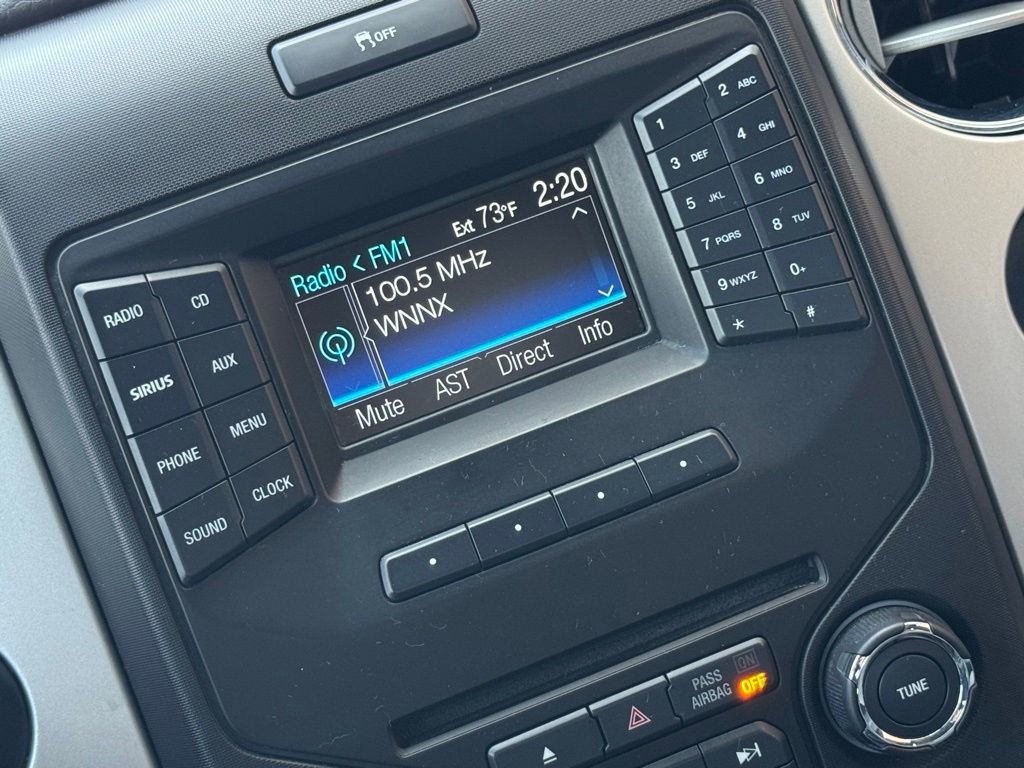 OFF
Radio < FM1
Ext 73°F 2:20
100.5 MHz
WNNX
Mute AST Direct Info
RADIO CD
SIRIUS AUX
PHONE MENU
SOUND CLOCK
1 2 ABC
3 DEF 4 GHI
5 JKL 6 MNO
7 PQRS 8 TUV
9 WXYZ 0+
* #
PASS
AIRBAG
ON
OFF
TUNE